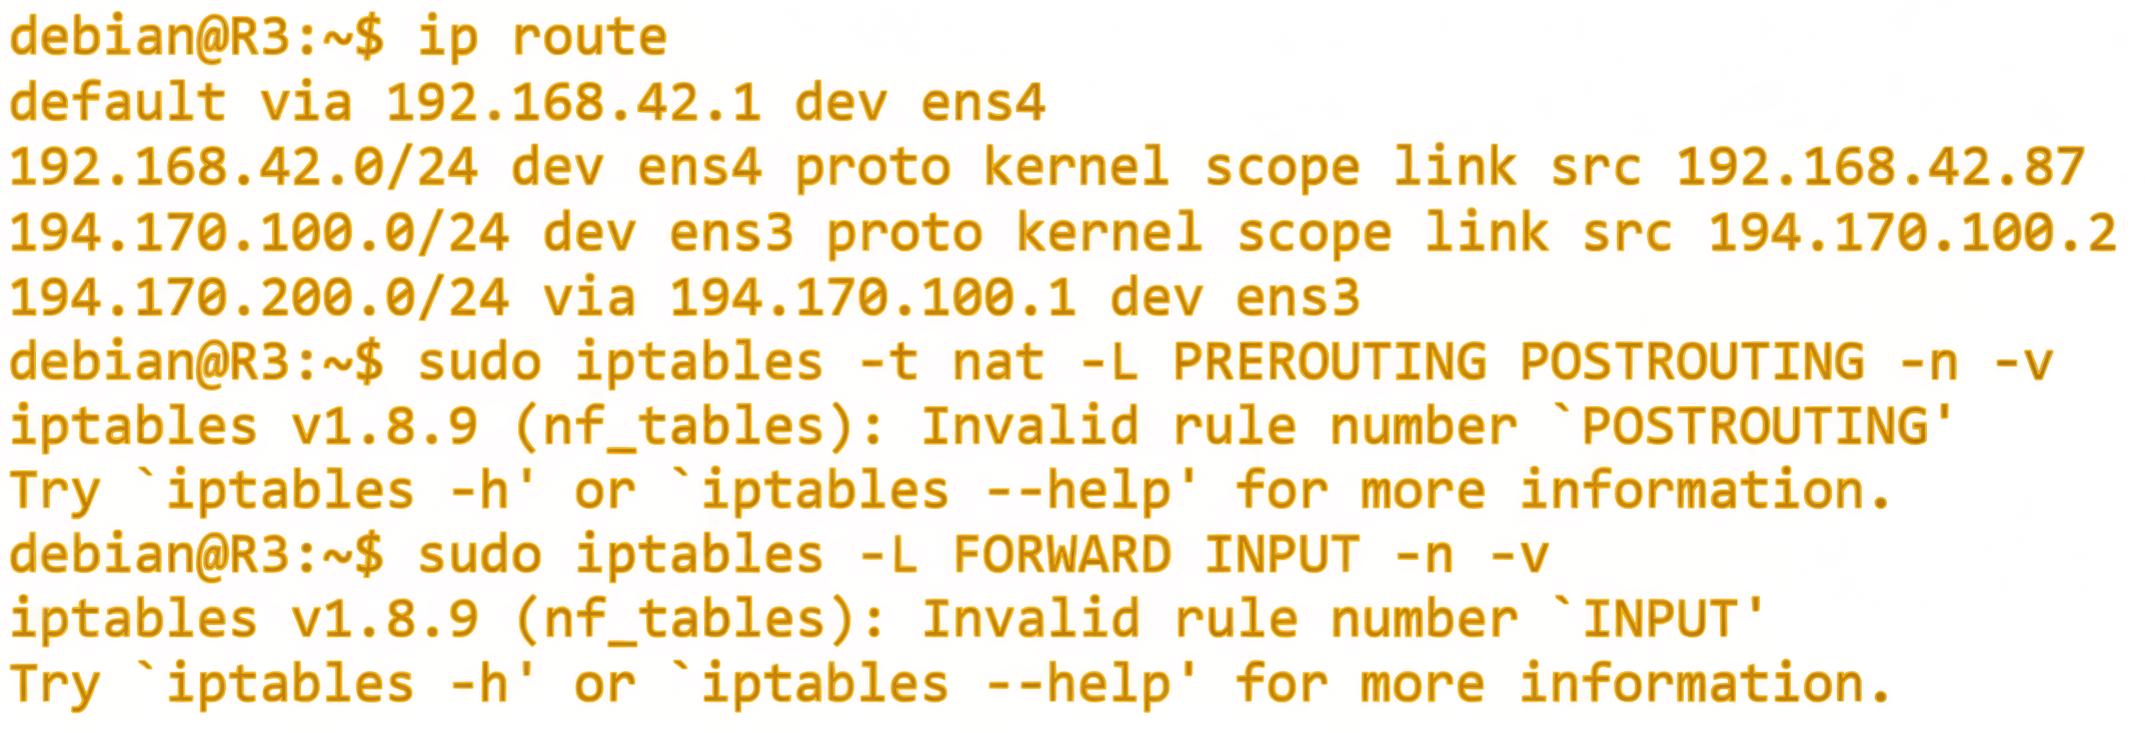 debian@R3:~$ ip route
default via 192.168.42.1 dev ens4
192.168.42.0/24 dev ens4 proto kernel scope link src 192.168.42.87
194.170.100.0/24 dev ens3 proto kernel scope link src 194.170.100.2
194.170.200.0/24 via 194.170.100.1 dev ens3
debian@R3:~$ sudo iptables -t nat -L PREROUTING POSTROUTING -n -v
iptables v1.8.9 (nf_tables): Invalid rule number `POSTROUTING'
Try `iptables -h' or `iptables --help' for more information.
debian@R3:~$ sudo iptables -L FORWARD INPUT -n -v
iptables v1.8.9 (nf_tables): Invalid rule number `INPUT'
Try `iptables -h' or `iptables --help' for more information.